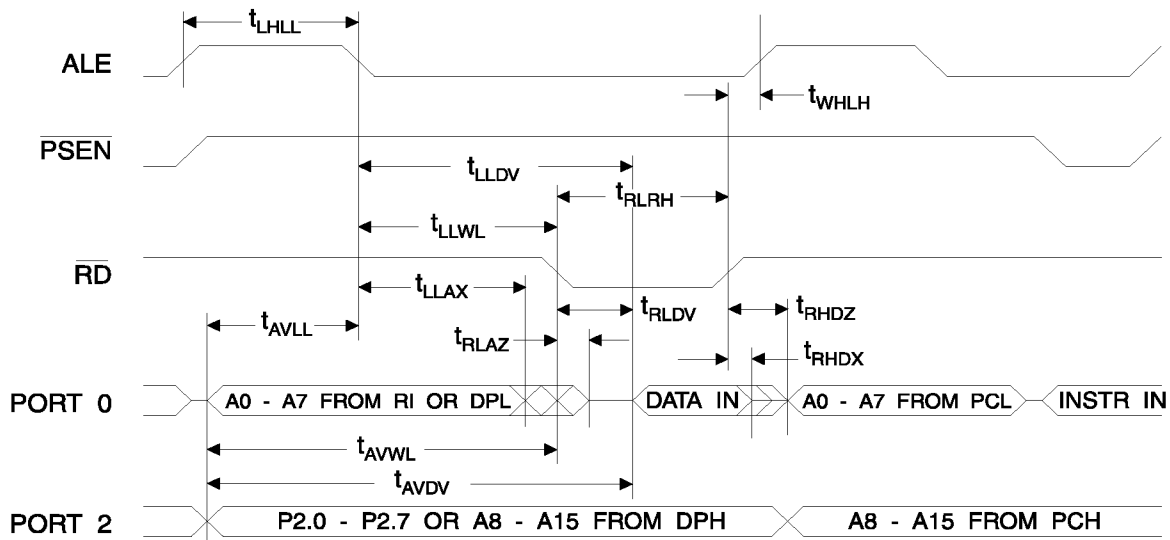 tLHLL
ALE
tWHLH
PSEN
tLLDV
tRLRH
tLLWL
RD
tLLAX
tRLDV
tRHDZ
tAVLL
tRLAZ
tRHDX
PORT 0
A0 - A7 FROM RI OR DPL
DATA IN
A0 - A7 FROM PCL
INSTR IN
tAVWL
tAVDV
PORT 2
P2.0 - P2.7 OR A8 - A15 FROM DPH
A8 - A15 FROM PCH